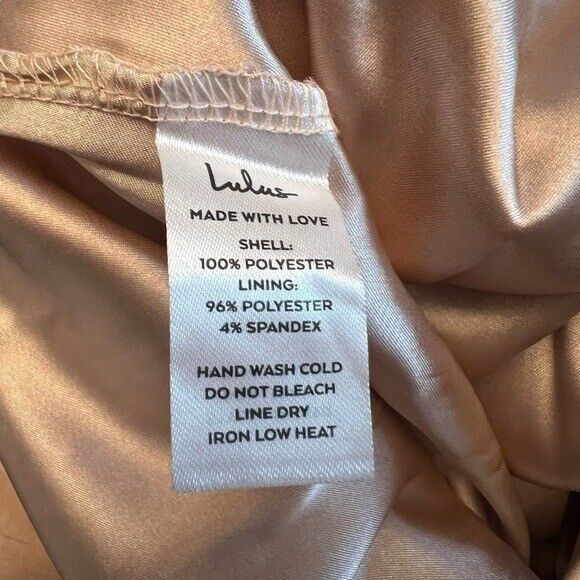 Lulus
MADE WITH LOVE
SHELL:
100% POLYESTER
LINING:
96% POLYESTER
4% SPANDEX
HAND WASH COLD
DO NOT BLEACH
LINE DRY
IRON LOW HEAT